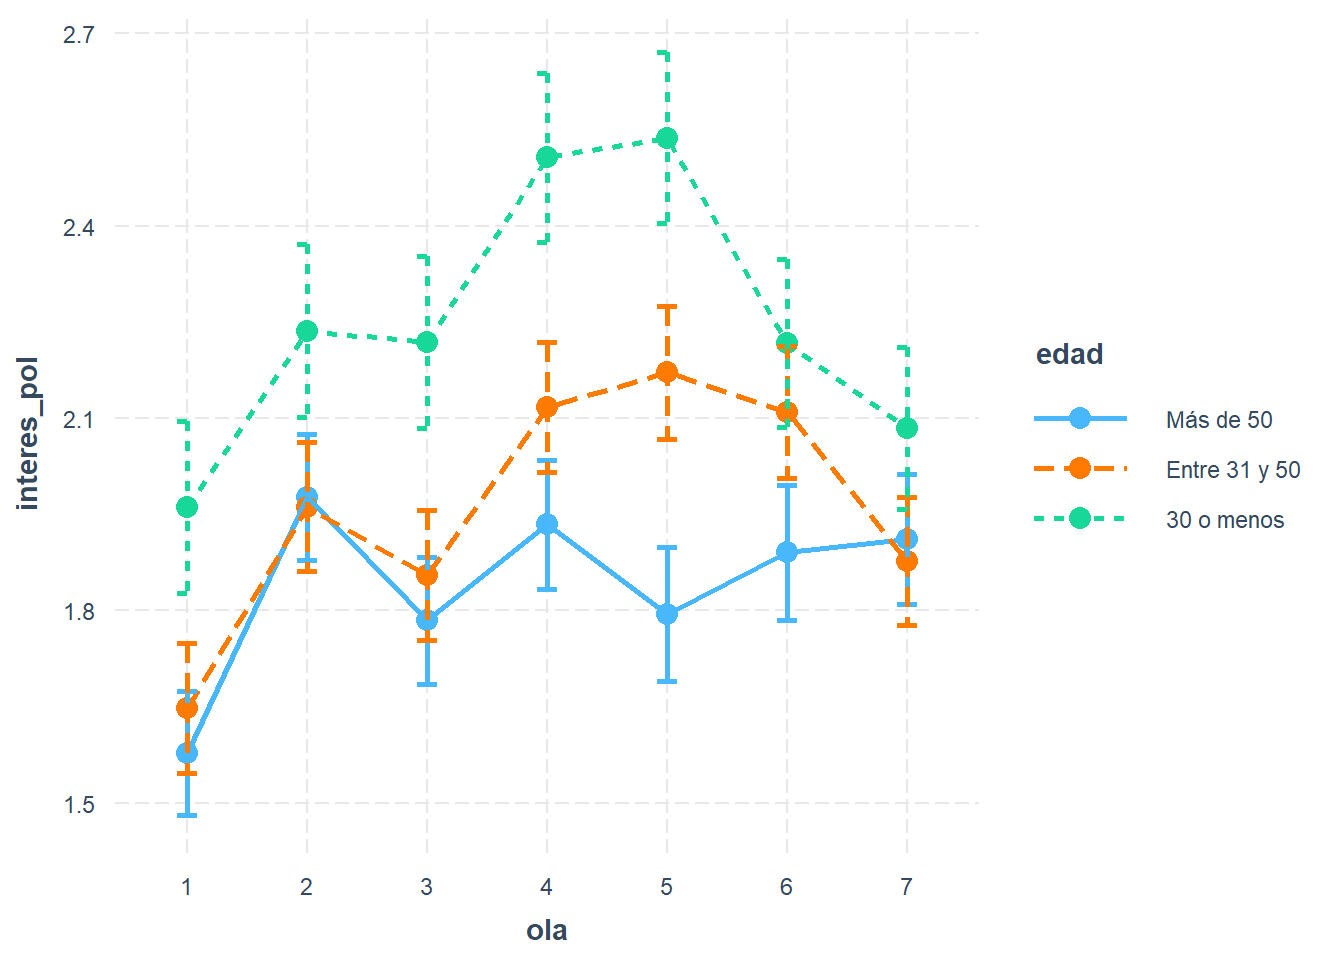 2.7
2.4
2.1
1.8
1.5
interes_pol
1 2 3 4 5 6 7
ola
edad
Más de 50
Entre 31 y 50
30 o menos